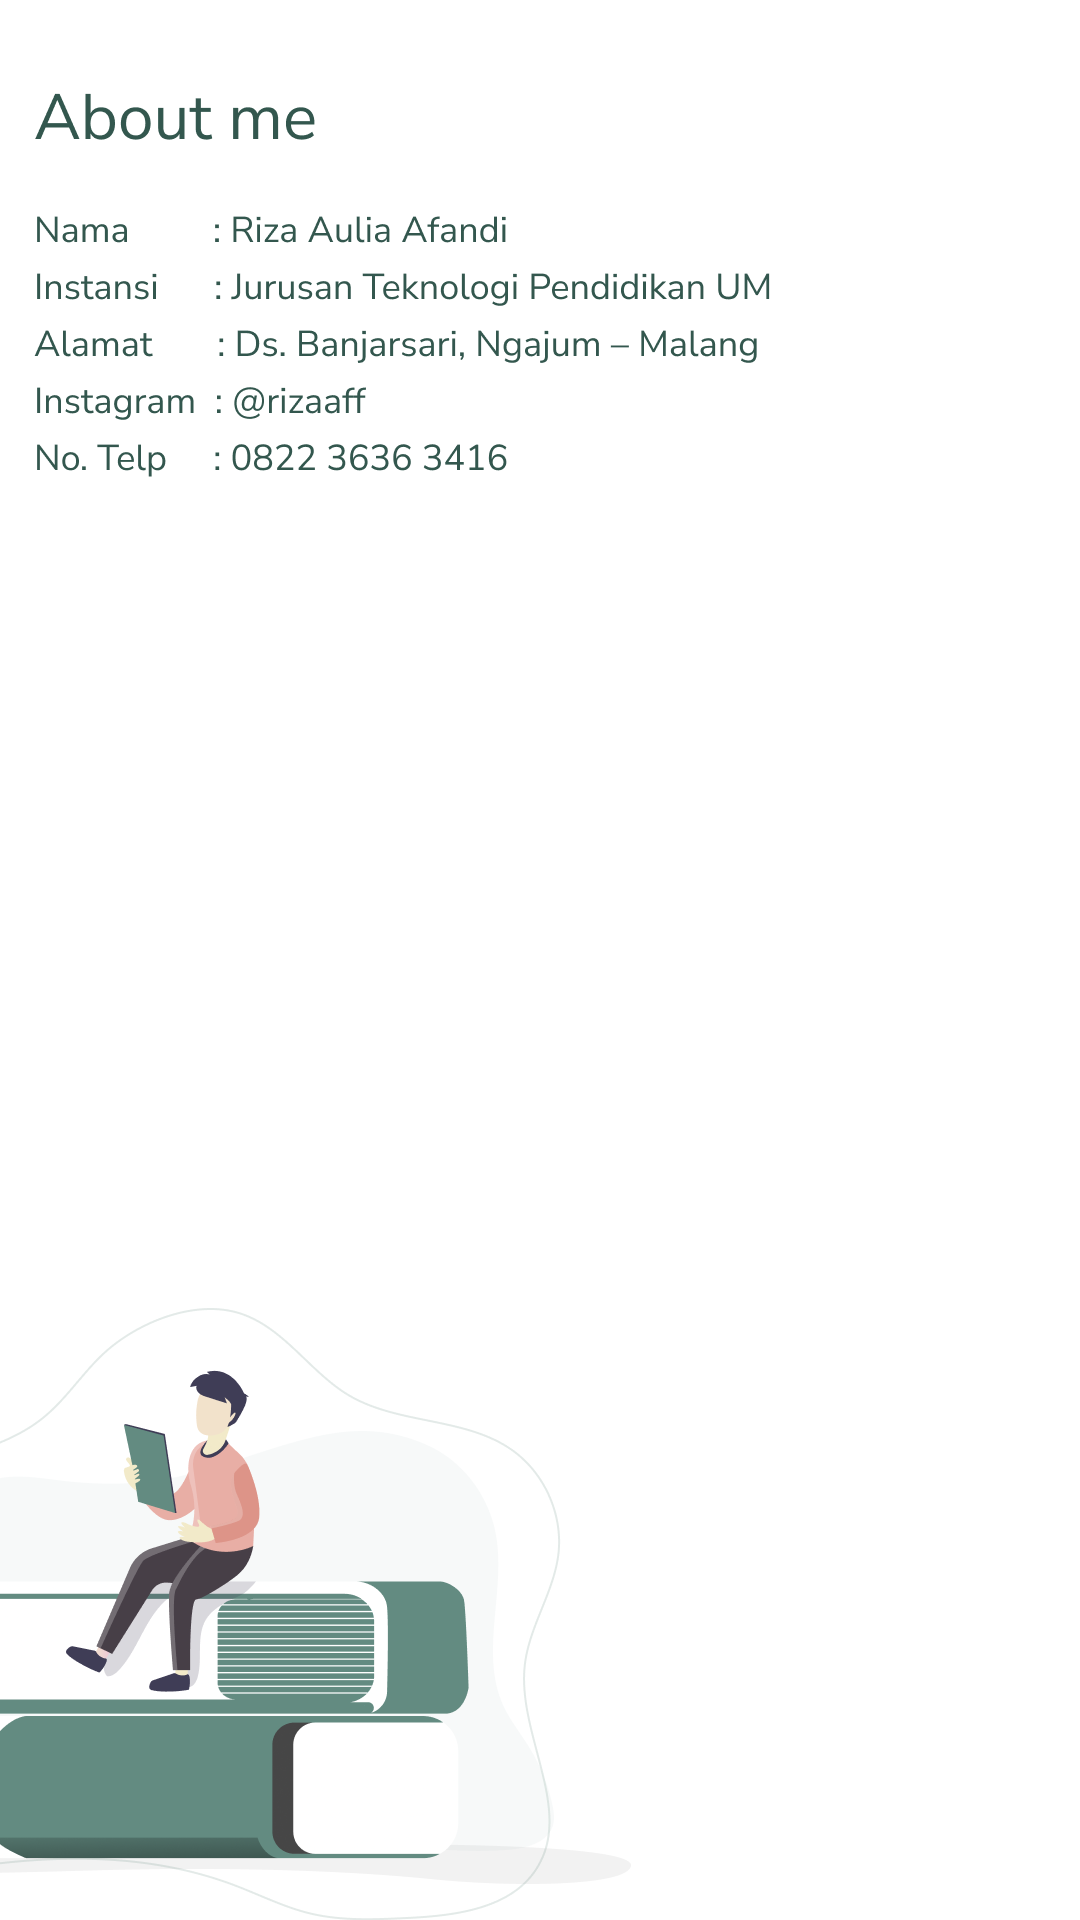 About me
Nama : Riza Aulia Afandi
Instansi : Jurusan Teknologi Pendidikan UM
Alamat : Ds. Banjarsari, Ngajum – Malang
Instagram : @rizaaff
No. Telp : 0822 3636 3416